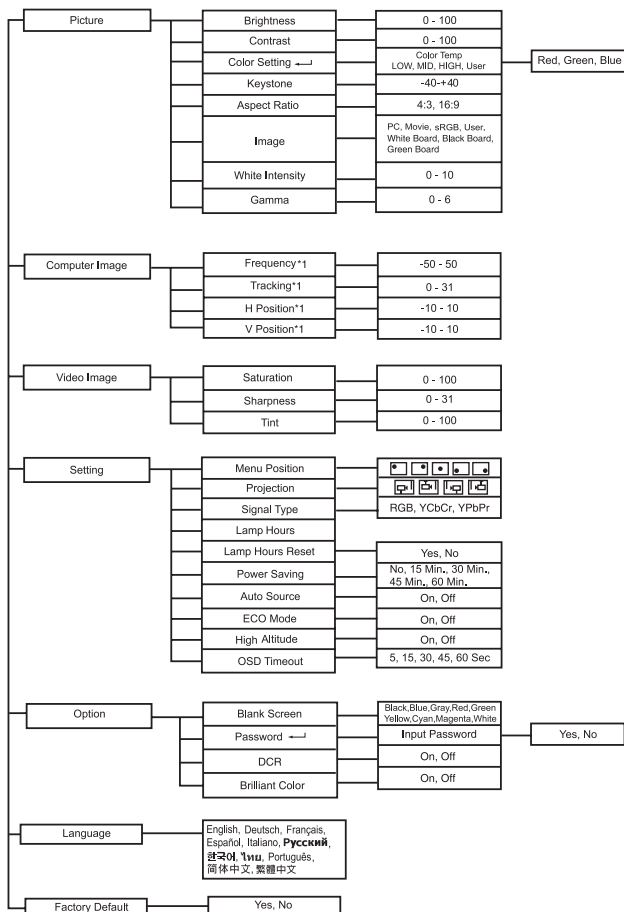 Picture
Brightness
0 - 100
Contrast
0 - 100
Color Setting
Color Temp
LOW, MID, HIGH, User
Red, Green, Blue
Keystone
-40-+40
Aspect Ratio
4:3, 16:9
Image
PC, Movie, sRGB, User,
White Board, Black Board,
Green Board
White Intensity
0 - 10
Gamma
0 - 6
Computer Image
Frequency*1
-50 - 50
Tracking*1
0 - 31
H Position*1
-10 - 10
V Position*1
-10 - 10
Video Image
Saturation
0 - 100
Sharpness
0 - 31
Tint
0 - 100
Setting
Menu Position
Projection
Signal Type
RGB, YCbCr, YPbPr
Lamp Hours
Lamp Hours Reset
Yes, No
Power Saving
No, 15 Min., 30 Min.,
45 Min., 60 Min.
Auto Source
On, Off
ECO Mode
On, Off
High Altitude
On, Off
OSD Timeout
5, 15, 30, 45, 60 Sec
Option
Blank Screen
Black,Blue,Gray,Red,Green
Yellow,Cyan,Magenta,White
Password
Input Password
Yes, No
DCR
On, Off
Brilliant Color
On, Off
Language
English, Deutsch, Français,
Español, Italiano, Русский,
한국어, ไทย, Português,
简体中文, 繁體中文
Factory Default
Yes, No